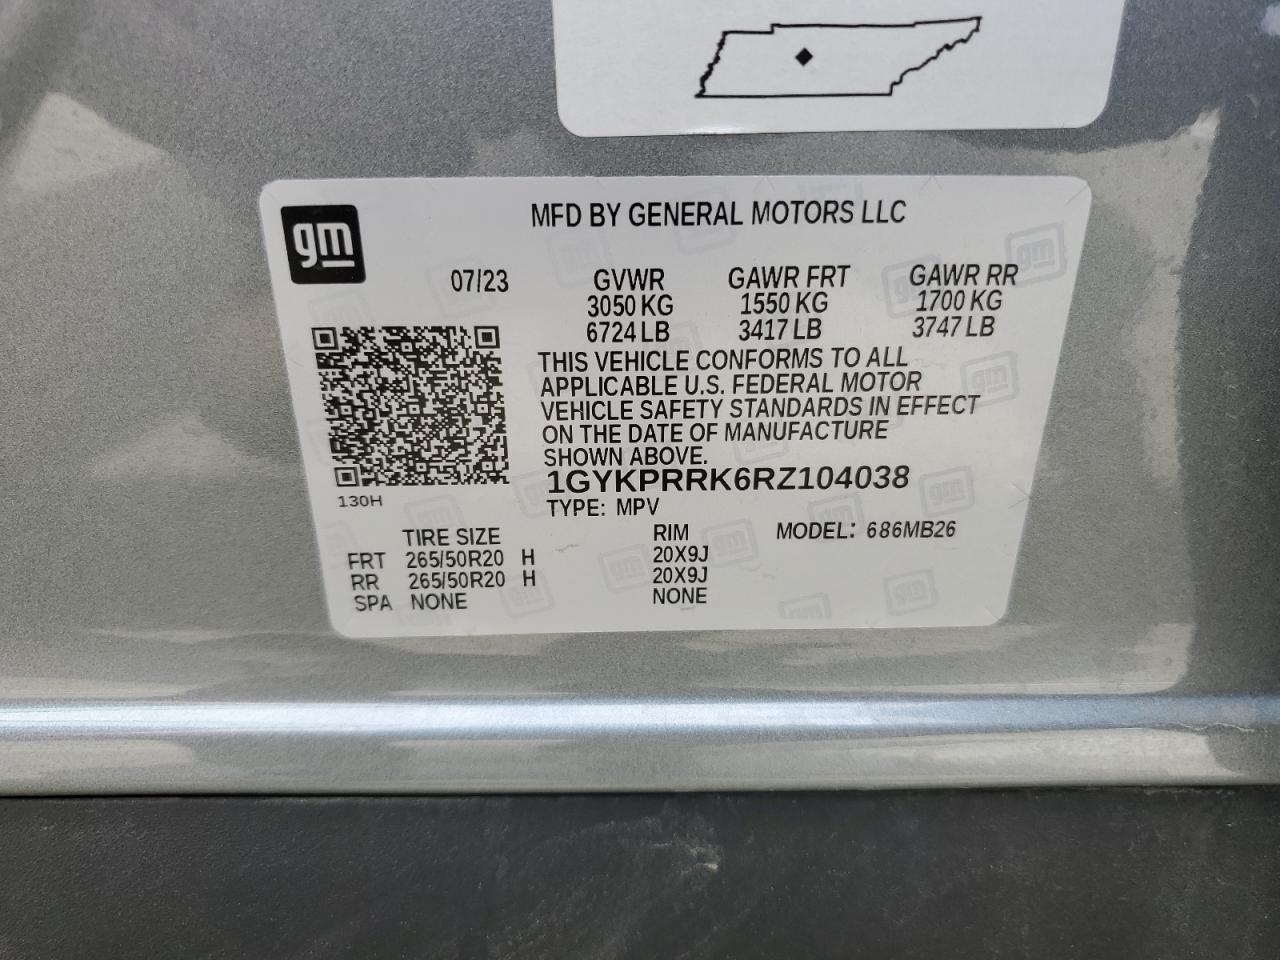 gm
MFD BY GENERAL MOTORS LLC
07/23 GVWR GAWR FRT GAWR RR
3050 KG 1550 KG 1700 KG
6724 LB 3417 LB 3747 LB
THIS VEHICLE CONFORMS TO ALL
APPLICABLE U.S. FEDERAL MOTOR
VEHICLE SAFETY STANDARDS IN EFFECT
ON THE DATE OF MANUFACTURE
SHOWN ABOVE.
1GYKPRRK6RZ104038
130H
TYPE: MPV
TIRE SIZE RIM MODEL: 686MB26
FRT 265/50R20 H 20X9J
RR 265/50R20 H 20X9J
SPA NONE NONE